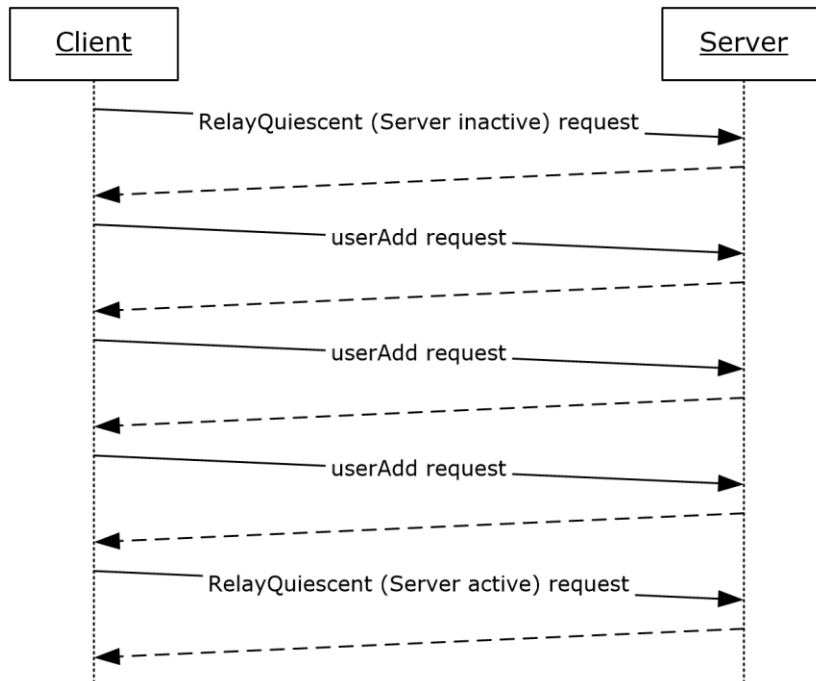 Client
Server
RelayQuiescent (Server inactive) request
userAdd request
userAdd request
userAdd request
RelayQuiescent (Server active) request